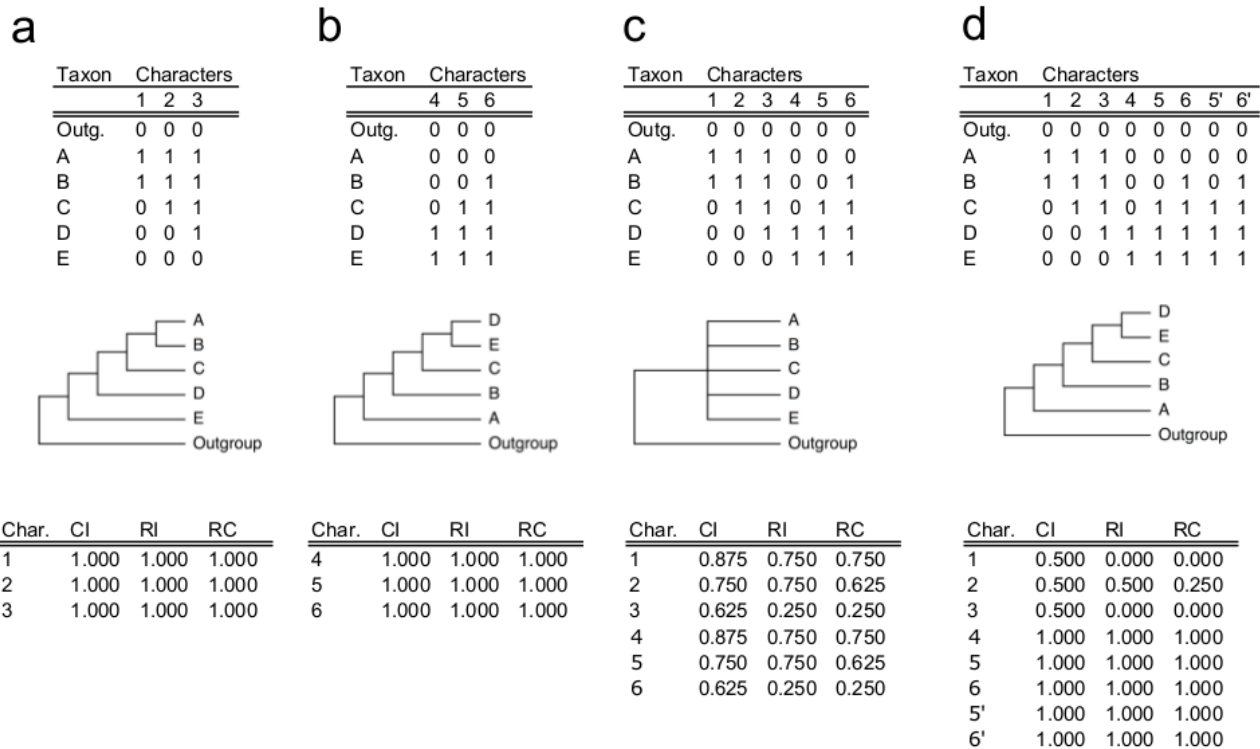 a
Taxon Characters
1 2 3
Outg. 0 0 0
A 1 1 1
B 1 1 1
C 0 1 1
D 0 0 1
E 0 0 0
A
B
C
D
E
Outgroup
Char. CI RI RC
1 1.000 1.000 1.000
2 1.000 1.000 1.000
3 1.000 1.000 1.000
b
Taxon Characters
4 5 6
Outg. 0 0 0
A 0 0 0
B 0 0 1
C 0 1 1
D 1 1 1
E 1 1 1
D
E
C
B
A
Outgroup
Char. CI RI RC
4 1.000 1.000 1.000
5 1.000 1.000 1.000
6 1.000 1.000 1.000
c
Taxon Characters
1 2 3 4 5 6
Outg. 0 0 0 0 0 0
A 1 1 1 0 0 0
B 1 1 1 0 0 1
C 0 1 1 0 1 1
D 0 0 1 1 1 1
E 0 0 0 1 1 1
A
B
C
D
E
Outgroup
Char. CI RI RC
1 0.875 0.750 0.750
2 0.750 0.750 0.625
3 0.625 0.250 0.250
4 0.875 0.750 0.750
5 0.750 0.750 0.625
6 0.625 0.250 0.250
d
Taxon Characters
1 2 3 4 5 6 5' 6'
Outg. 0 0 0 0 0 0 0 0
A 1 1 1 0 0 0 0 0
B 1 1 1 0 0 1 0 1
C 0 1 1 0 1 1 1 1
D 0 0 1 1 1 1 1 1
E 0 0 0 1 1 1 1 1
D
E
C
B
A
Outgroup
Char. CI RI RC
1 0.500 0.000 0.000
2 0.500 0.500 0.250
3 0.500 0.000 0.000
4 1.000 1.000 1.000
5 1.000 1.000 1.000
6 1.000 1.000 1.000
5' 1.000 1.000 1.000
6' 1.000 1.000 1.000